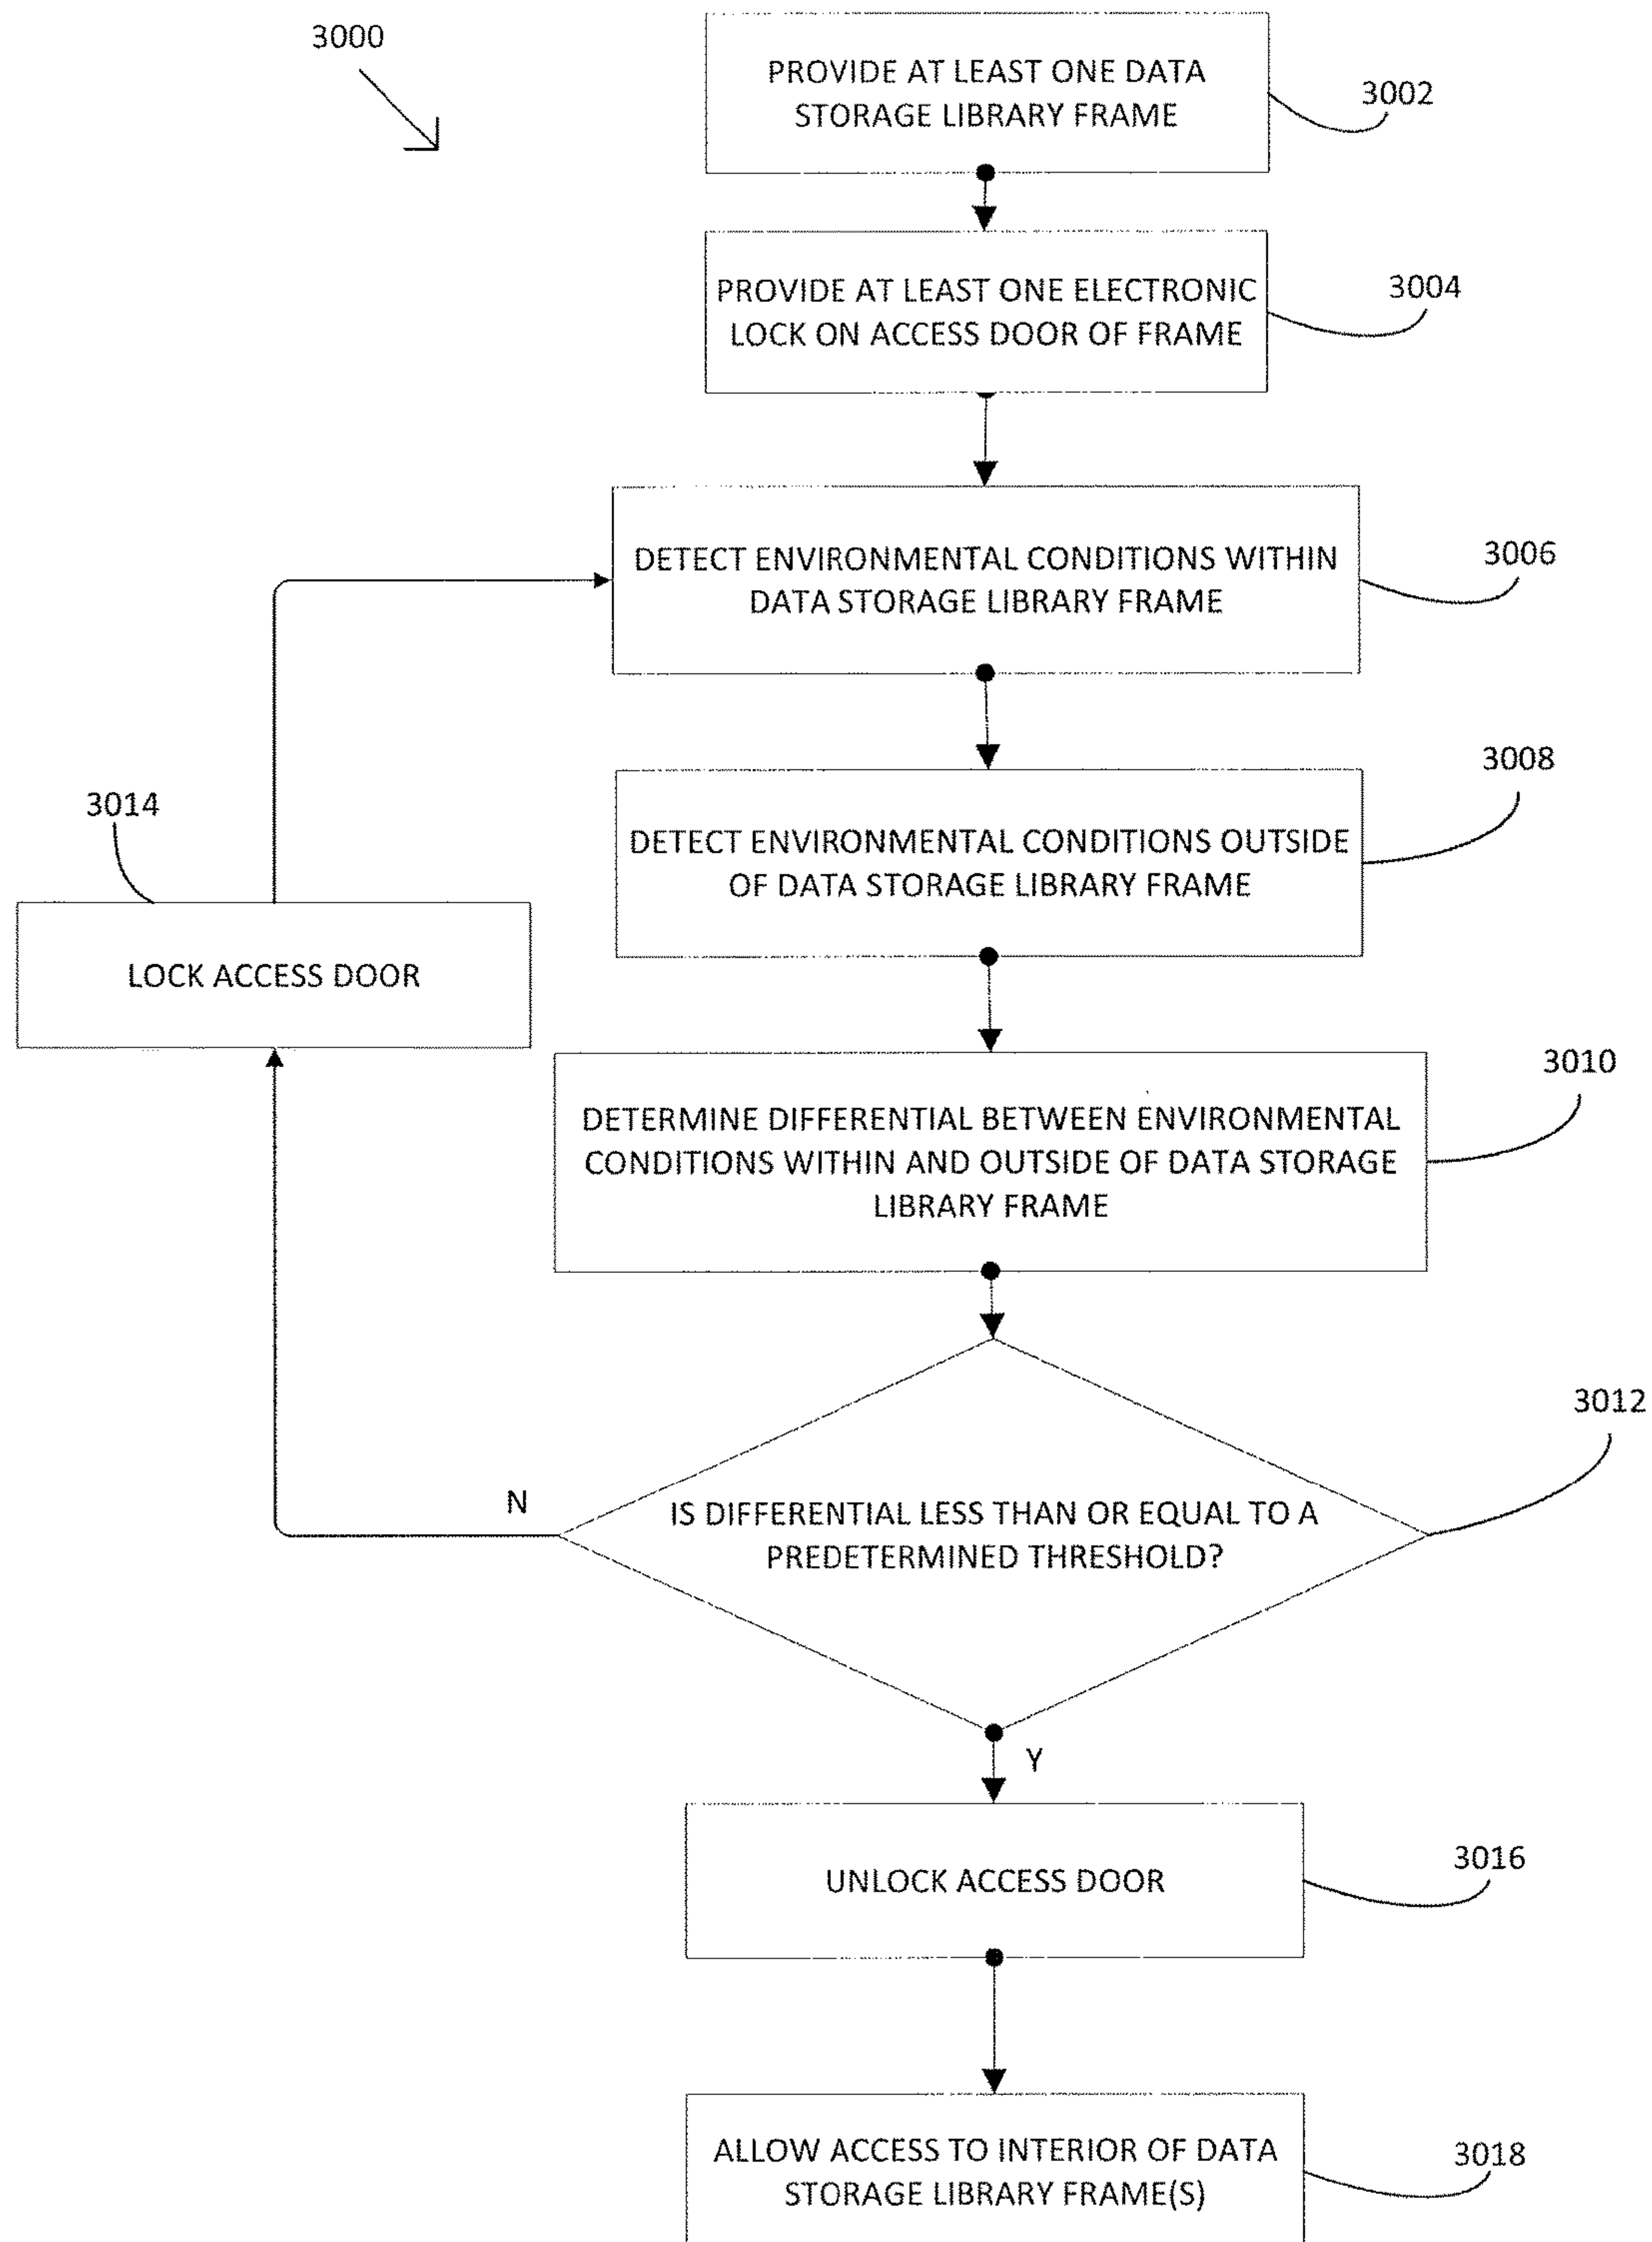 3000
PROVIDE AT LEAST ONE DATA
STORAGE LIBRARY FRAME
3002
PROVIDE AT LEAST ONE ELECTRONIC
LOCK ON ACCESS DOOR OF FRAME
3004
DETECT ENVIRONMENTAL CONDITIONS WITHIN
DATA STORAGE LIBRARY FRAME
3006
DETECT ENVIRONMENTAL CONDITIONS OUTSIDE
OF DATA STORAGE LIBRARY FRAME
3008
3014
LOCK ACCESS DOOR
DETERMINE DIFFERENTIAL BETWEEN ENVIRONMENTAL
CONDITIONS WITHIN AND OUTSIDE OF DATA STORAGE
LIBRARY FRAME
3010
IS DIFFERENTIAL LESS THAN OR EQUAL TO A
PREDETERMINED THRESHOLD?
3012
N
Y
UNLOCK ACCESS DOOR
3016
ALLOW ACCESS TO INTERIOR OF DATA
STORAGE LIBRARY FRAME(S)
3018